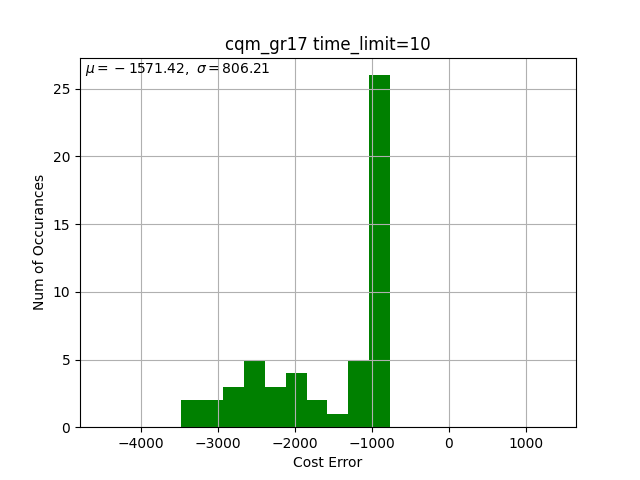 cqm_gr17 time_limit=10
μ = −1571.42, σ = 806.21
25
20
15
10
5
0
Num of Occurances
−4000 −3000 −2000 −1000 0 1000
Cost Error